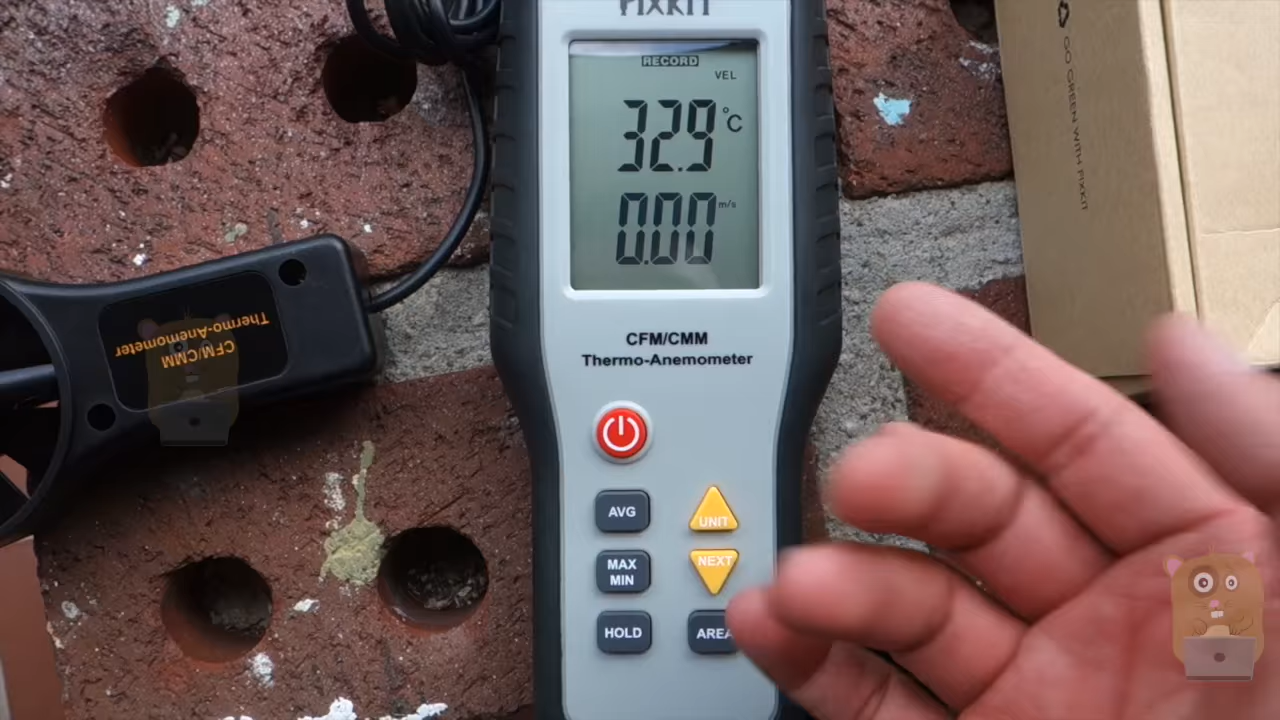 FIXKIT
RECORD
VEL
32.9 °C
0.00 m/s
CFM/CMM
Thermo-Anemometer
AVG
UNIT
MAX
MIN
NEXT
HOLD
AREA
CFM/CMM
Thermo-Anemometer
GO GREEN WITH FIXKIT